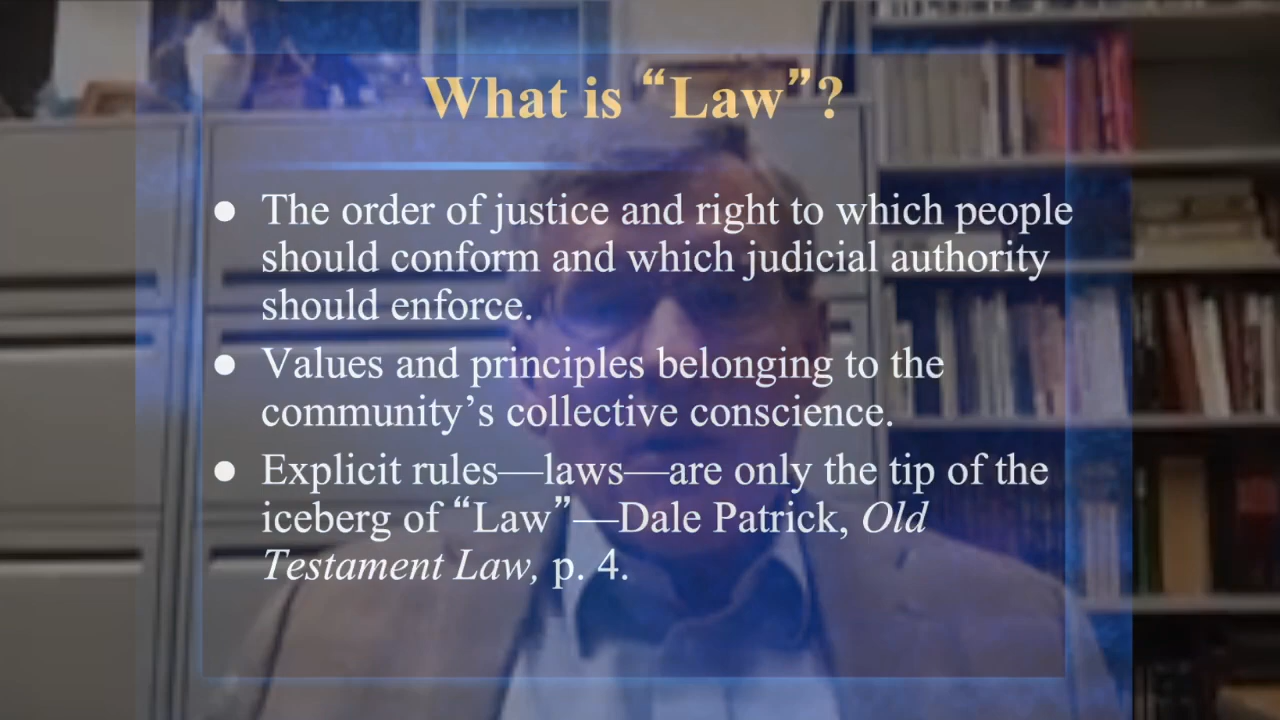 What is “Law”?
● The order of justice and right to which people
should conform and which judicial authority
should enforce.
● Values and principles belonging to the
community’s collective conscience.
● Explicit rules—laws—are only the tip of the
iceberg of “Law”—Dale Patrick, Old
Testament Law, p. 4.